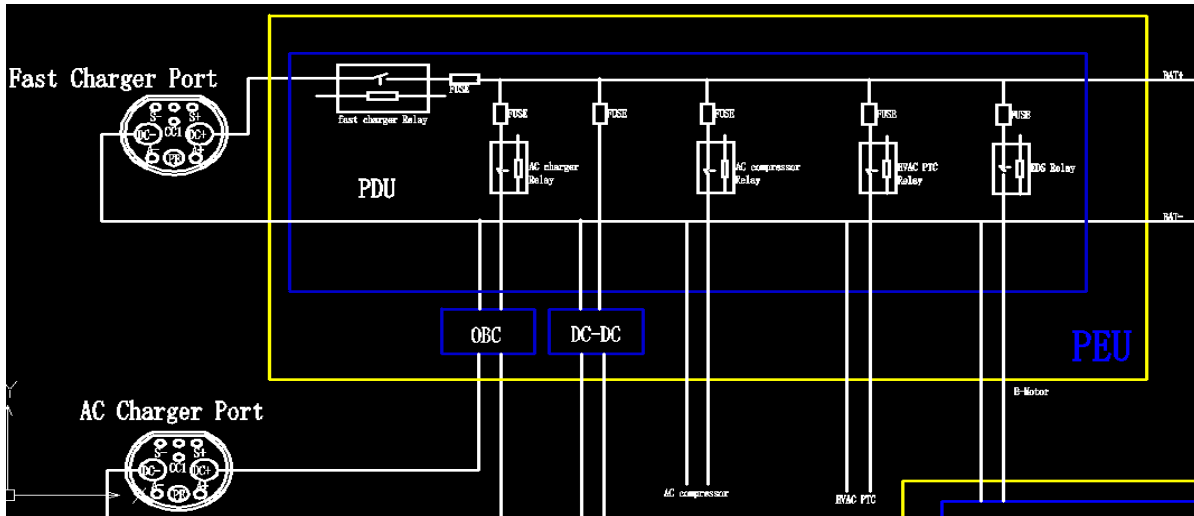 Fast Charger Port
S-
S+
CC1
DC-
DC+
A-
PE
A+
fast charger Relay
FUSE
BAT+
FUSE
FUSE
FUSE
FUSE
FUSE
AC charger
Relay
AC compressor
Relay
HVAC PTC
Relay
EDS Relay
PDU
BAT-
OBC
DC-DC
PEU
Y
X
AC Charger Port
S-
S+
CC1
DC-
DC+
A-
PE
A+
E-Motor
AC compressor
HVAC PTC